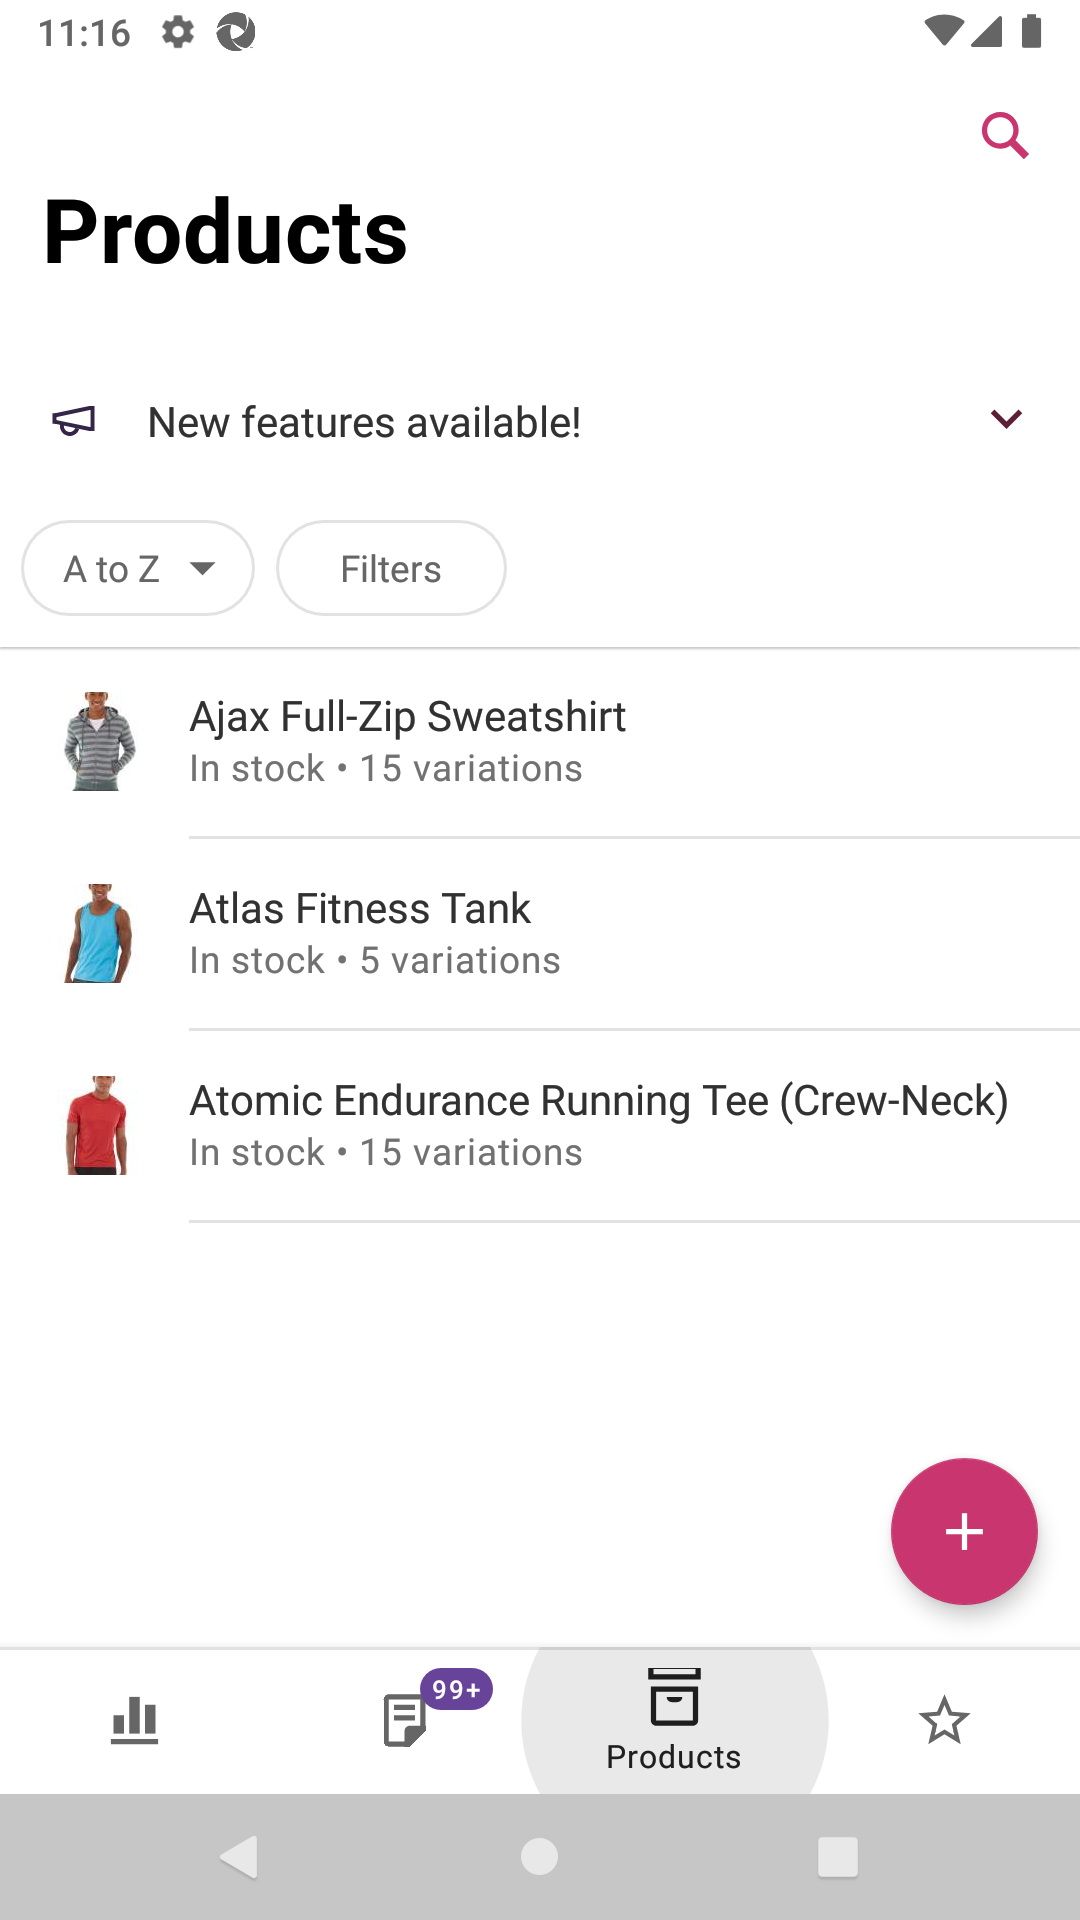 11:16
Products
New features available!
A to Z
Filters
Ajax Full-Zip Sweatshirt
In stock • 15 variations
Atlas Fitness Tank
In stock • 5 variations
Atomic Endurance Running Tee (Crew-Neck)
In stock • 15 variations
99+
Products